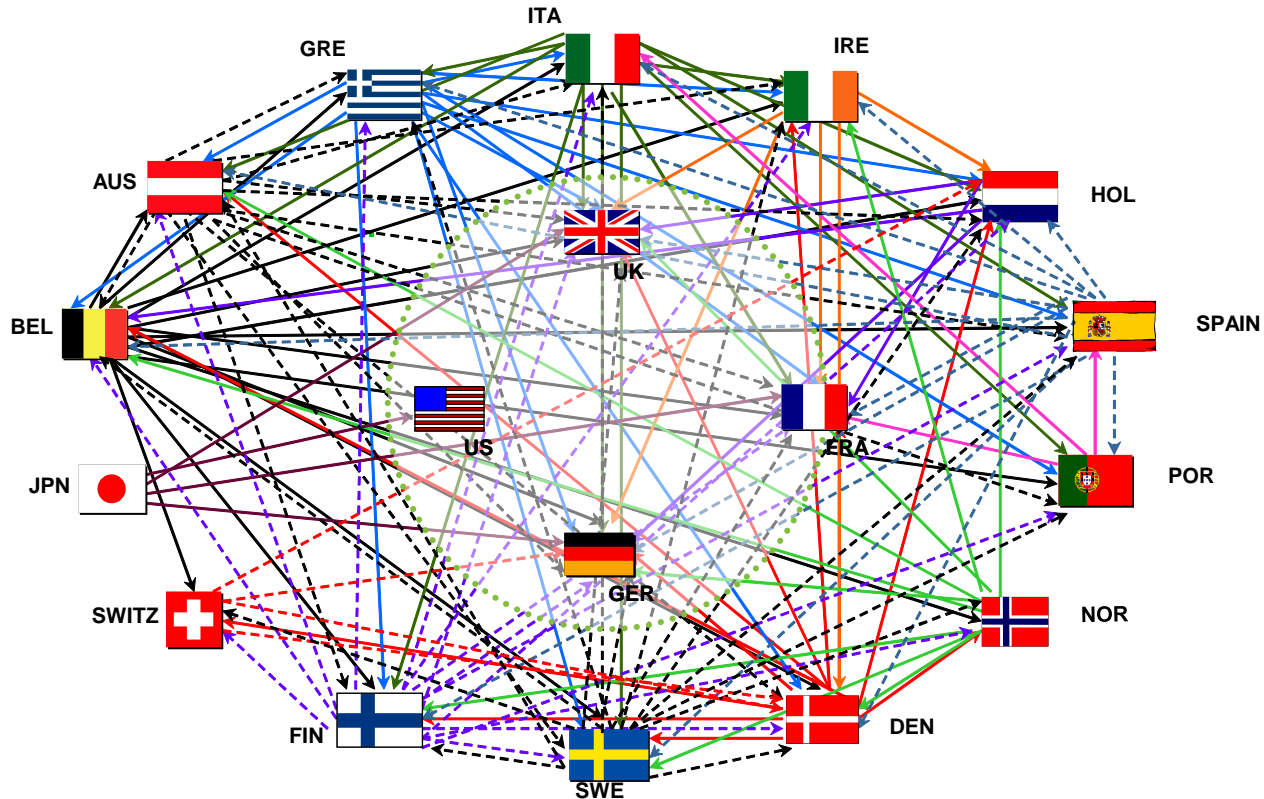 ITA
IRE
GRE
AUS
HOL
UK
BEL
SPAIN
US
FRA
JPN
POR
GER
SWITZ
NOR
FIN
DEN
SWE